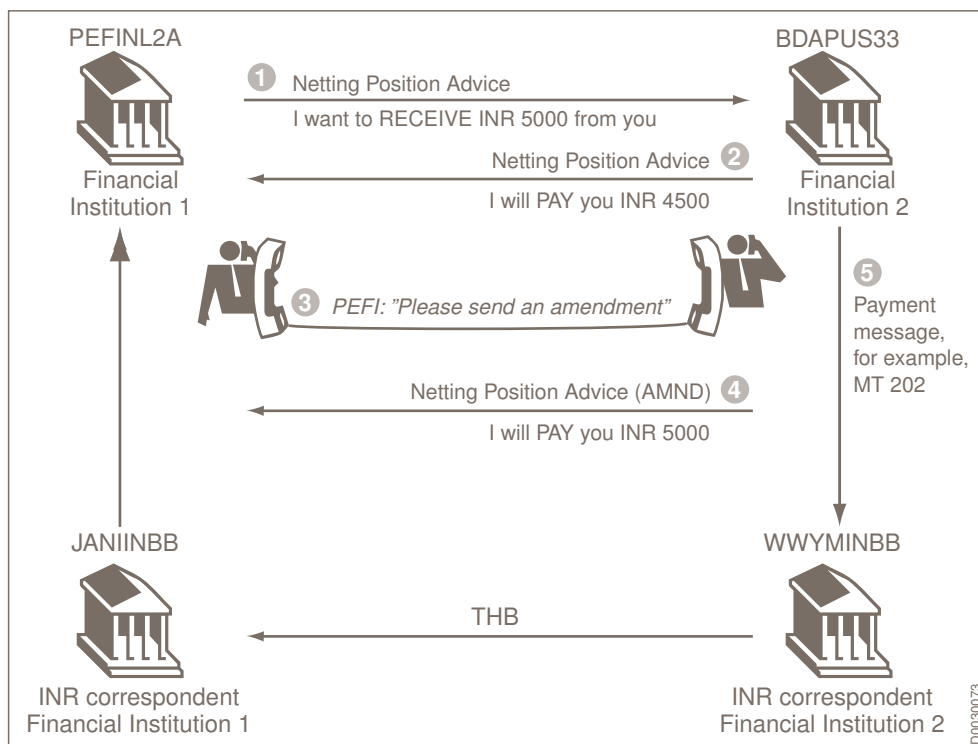 PEFINL2A
BDAPUS33
1 Netting Position Advice
I want to RECEIVE INR 5000 from you
Netting Position Advice 2
I will PAY you INR 4500
Financial
Institution 1
Financial
Institution 2
3 PEFI: ”Please send an amendment”
5
Payment
message,
for example,
MT 202
Netting Position Advice (AMND) 4
I will PAY you INR 5000
JANIINBB
WWYMINBB
THB
INR correspondent
Financial Institution 1
INR correspondent
Financial Institution 2
D0030073